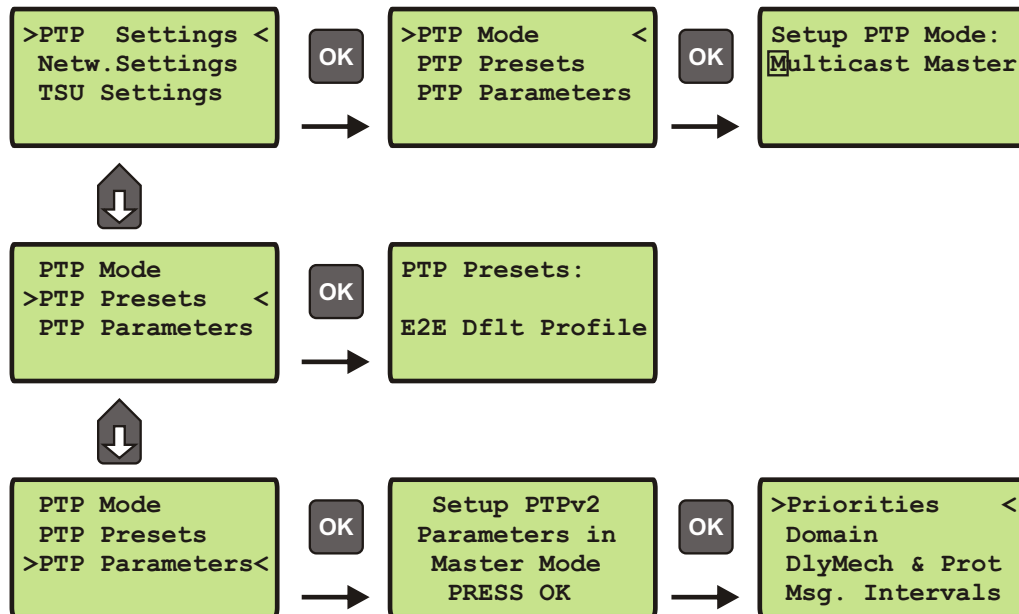 >PTP Settings <
Netw.Settings
TSU Settings
OK
>PTP Mode <
PTP Presets
PTP Parameters
OK
Setup PTP Mode:
Multicast Master
PTP Mode
>PTP Presets <
PTP Parameters
OK
PTP Presets:
E2E Dflt Profile
PTP Mode
PTP Presets
>PTP Parameters<
OK
Setup PTPv2
Parameters in
Master Mode
PRESS OK
OK
>Priorities <
Domain
DlyMech & Prot
Msg. Intervals